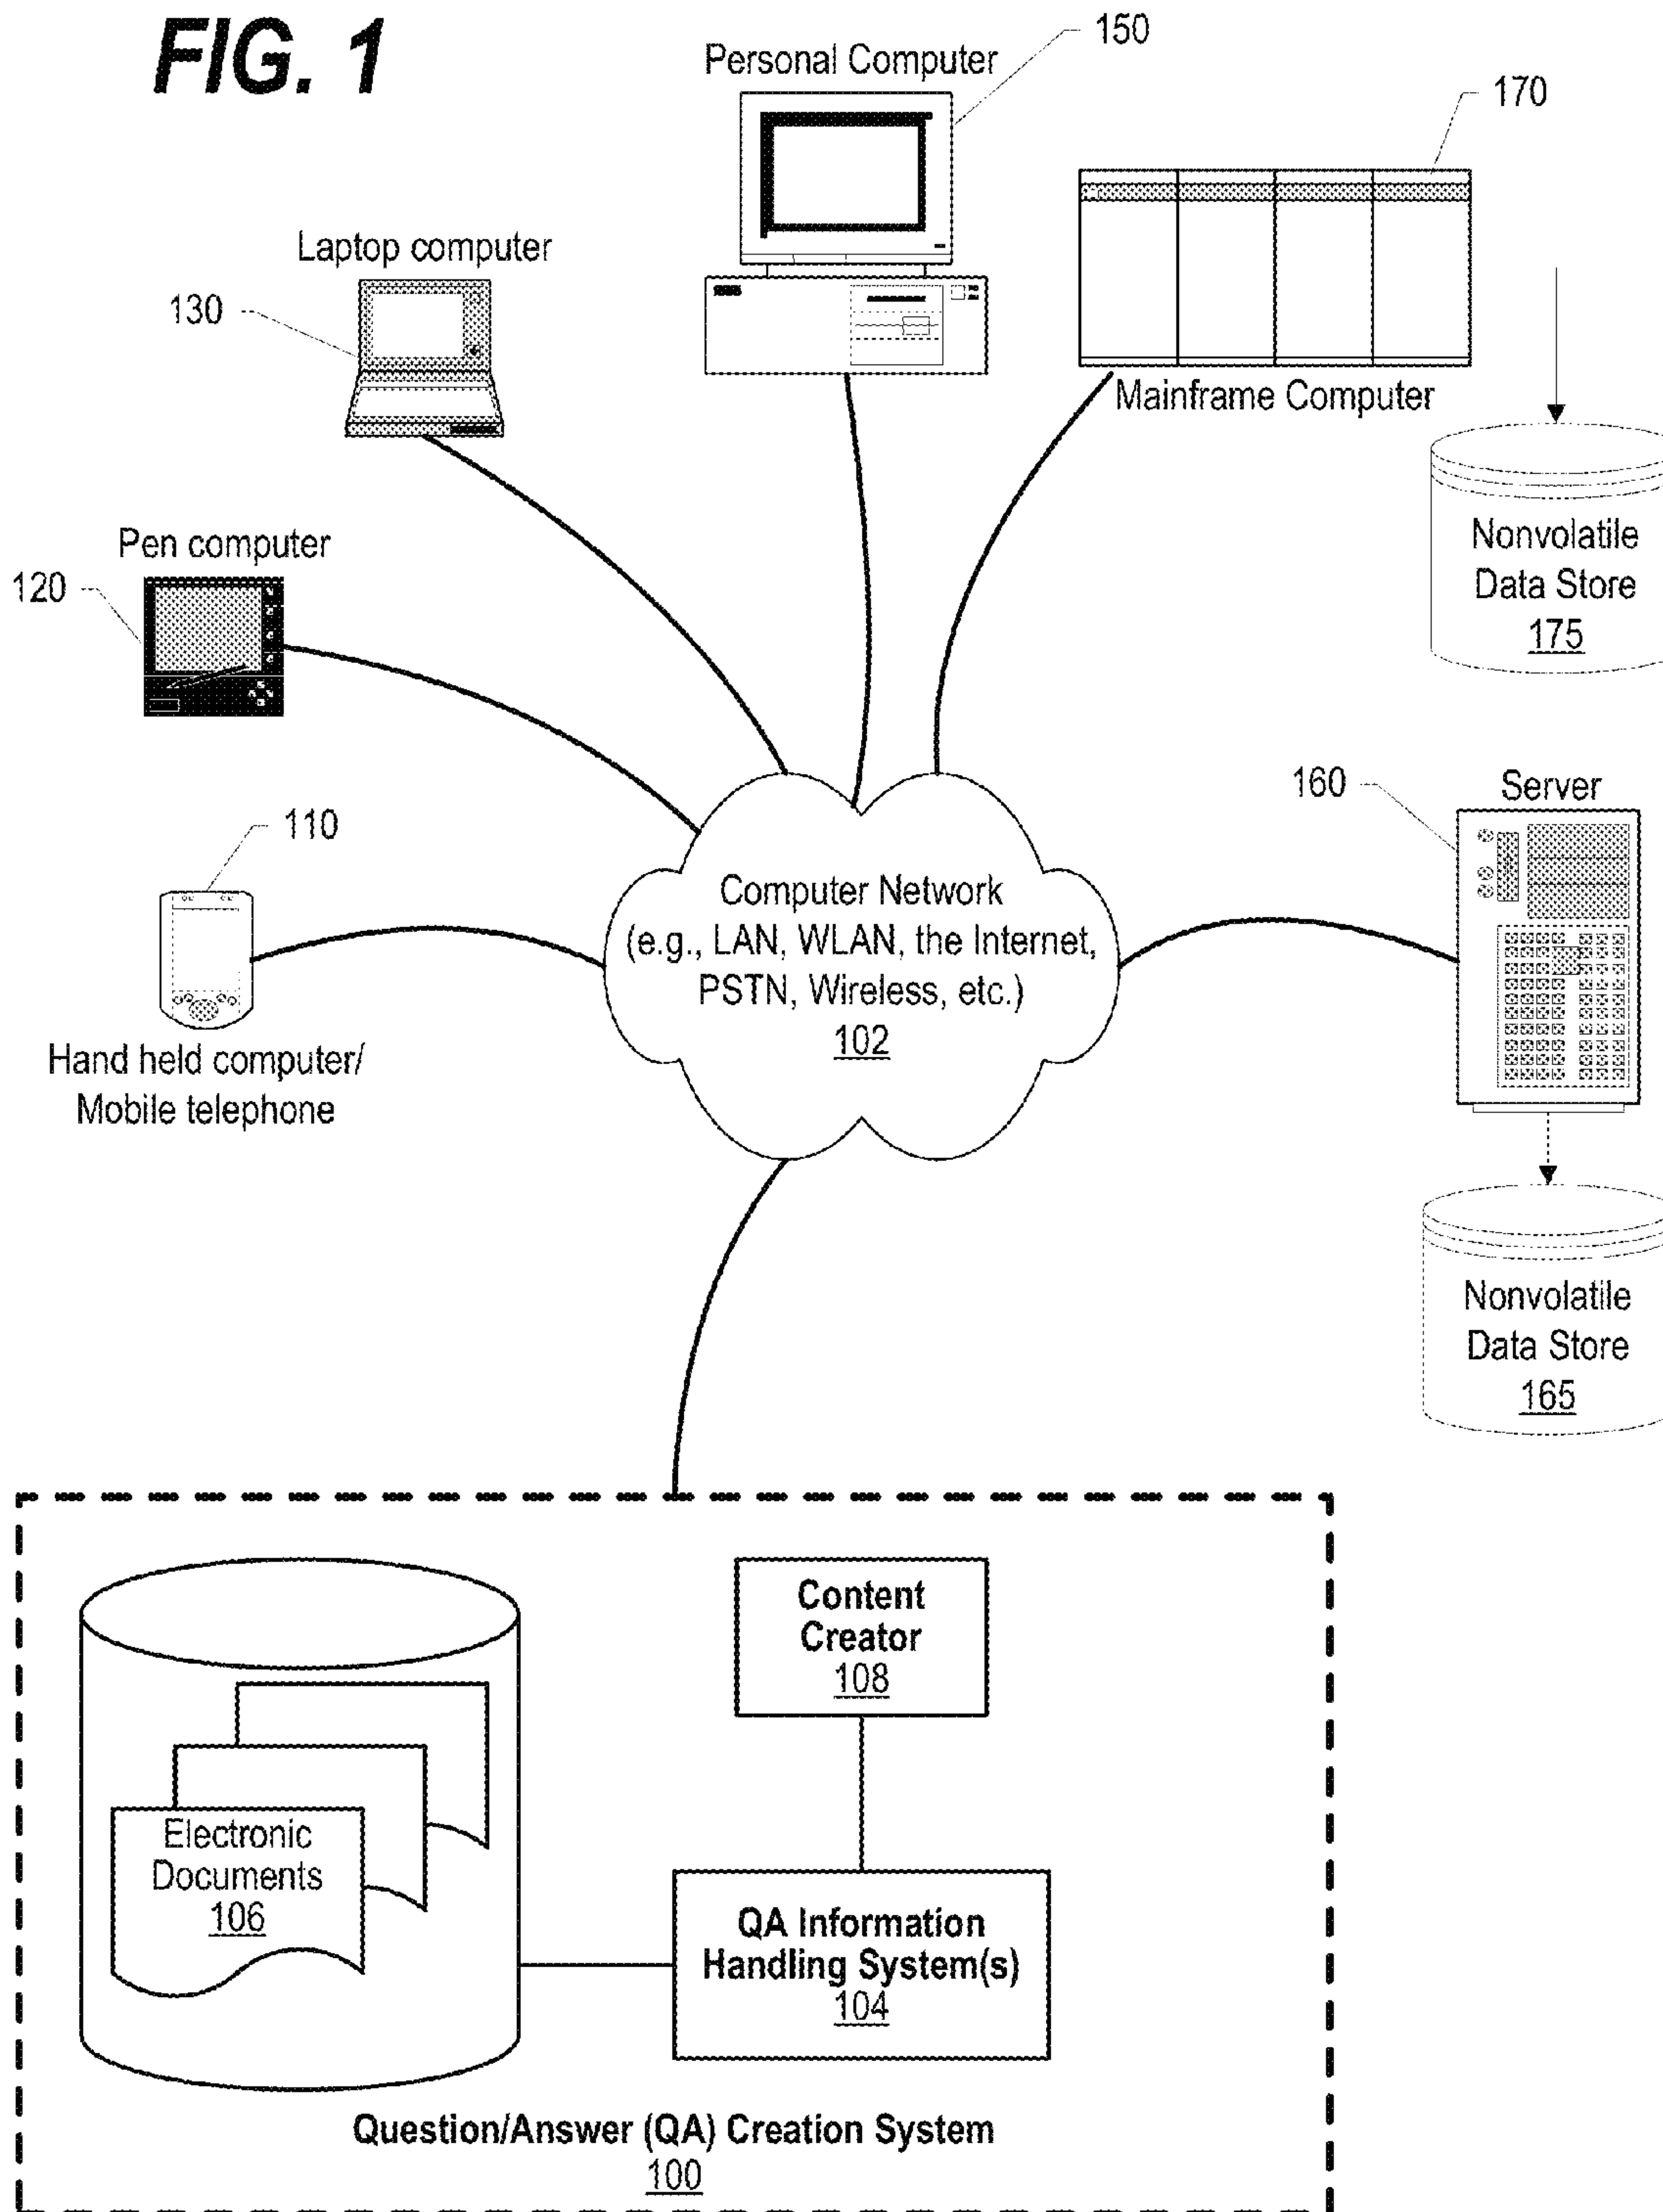 FIG. 1
Personal Computer
150
170
Laptop computer
130
Mainframe Computer
Nonvolatile
Data Store
175
Pen computer
120
160
Server
110
Computer Network
(e.g., LAN, WLAN, the Internet,
PSTN, Wireless, etc.)
102
Hand held computer/
Mobile telephone
Nonvolatile
Data Store
165
Content
Creator
108
Electronic
Documents
106
QA Information
Handling System(s)
104
Question/Answer (QA) Creation System
100